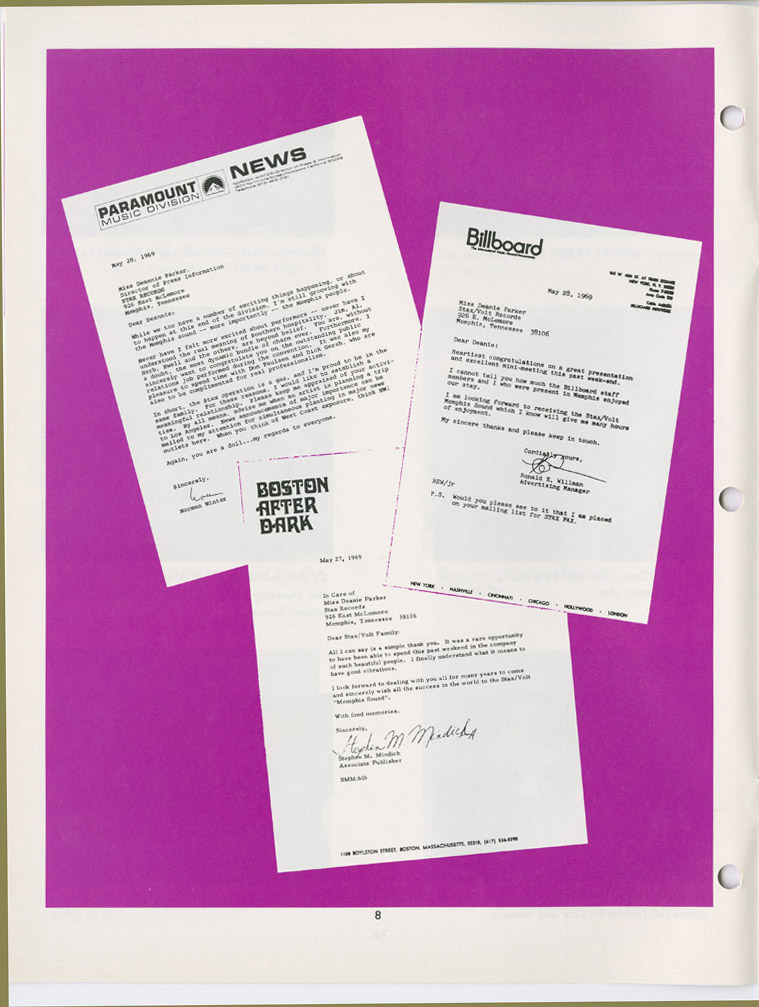 PARAMOUNT
MUSIC DIVISION
NEWS
May 28, 1969
Miss Deannie Parker,
Director of Press Information
STAX RECORDS
926 East McLemore
Memphis, Tennessee
Dear Deannie:
While we too have a number of exciting things happening, or about
to happen at this end of the division, I'm still grooving with
the Memphis sound -- more importantly -- the Memphis people.
Never have I felt more excited about performers -- never have I
understood the real meaning of Southern hospitality. Jim, Al,
Herb, Ewell and the others, are beyond belief. You are, without
doubt, the most dynamic bundle of charm ever. Furthermore, I
sincerely want to congratulate you on the outstanding public
relations job performed during the convention. It was also my
pleasure to spend time with Don Paulsen and Dick Gersh, who are
also to be complimented for real professionalism.
In short, the Stax operation is a gas, and I'm proud to be in the
same family. For these reasons, I would like to establish a
meaningful relationship. Please keep me appraised of your activi-
ties. By all means, advise me when an artist is planning a trip
to Los Angeles. News announcements of major importance can be
mailed to my attention for simultaneous planting in major news
outlets here. When you think of West Coast exposure, think NW!
Again, you are a doll...my regards to everyone.
Sincerely,
Norman Winter
Billboard
May 28, 1969
Miss Deanie Parker
Stax/Volt Records
926 E. McLemore
Memphis, Tennessee 38106
Dear Deanie:
Heartiest congratulations on a great presentation
and excellent mini-meeting this past week-end.
I cannot tell you how much the Billboard staff
members and I who were present in Memphis enjoyed
our stay.
I am looking forward to receiving the Stax/Volt
Memphis Sound which I know will give me many hours
of enjoyment.
My sincere thanks and please keep in touch.
Cordially yours,
Ronald E. Willman
Advertising Manager
REW/jr
P.S. Would you please see to it that I am placed
on your mailing list for STAX FAX.
NEW YORK • NASHVILLE • CINCINNATI • CHICAGO • HOLLYWOOD • LONDON
BOSTON
AFTER
DARK
May 27, 1969
In Care of
Miss Deanie Parker
Stax Records
926 East McLemore
Memphis, Tennessee 38106
Dear Stax/Volt Family:
All I can say is a simple thank you. It was a rare opportunity
to have been able to spend this past weekend in the company
of such beautiful people. I finally understand what it means to
have good vibrations.
I look forward to dealing with you all for many years to come
and sincerely wish all the success in the world to the Stax/Volt
"Memphis Sound".
With fond memories,
Sincerely,
Stephen M. Mindich
Stephen M. Mindich
Associate Publisher
SMM:blh
1108 BOYLSTON STREET, BOSTON, MASSACHUSETTS, 02215, (617) 536-5390
8